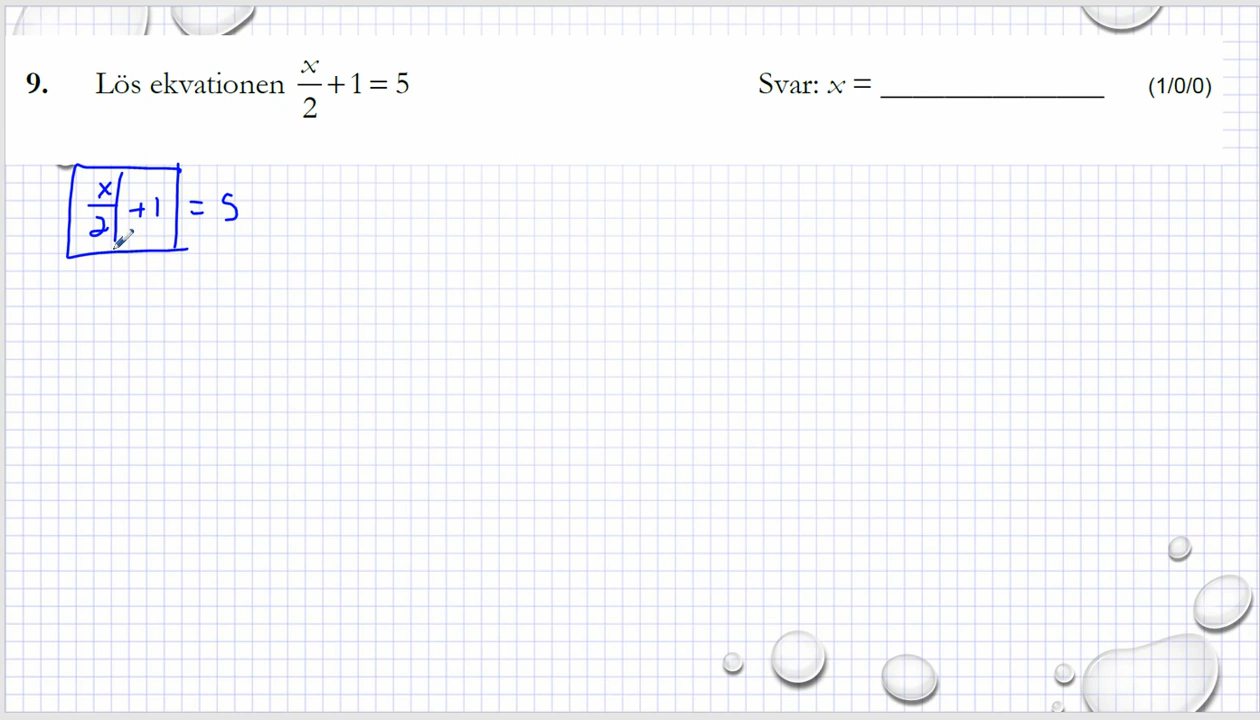 9. Lös ekvationen x/2 + 1 = 5 Svar: x = ______________ (1/0/0)
x/2 + 1 = 5